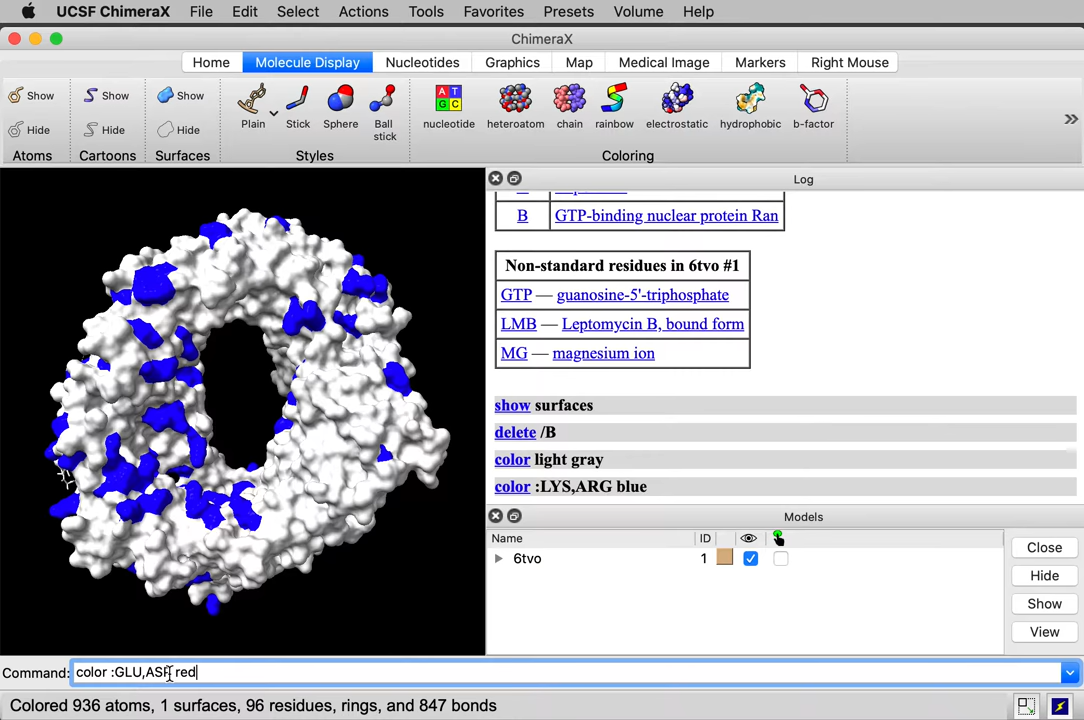 UCSF ChimeraX File Edit Select Actions Tools Favorites Presets Volume Help
ChimeraX
Home Molecule Display Nucleotides Graphics Map Medical Image Markers Right Mouse
Show Show Show
Hide Hide Hide
Atoms Cartoons Surfaces
Plain Stick Sphere Ball stick
Styles
A T G C
nucleotide heteroatom chain rainbow electrostatic hydrophobic b-factor
Coloring
»
Log
B GTP-binding nuclear protein Ran
Non-standard residues in 6tvo #1
GTP — guanosine-5'-triphosphate
LMB — Leptomycin B, bound form
MG — magnesium ion
show surfaces
delete /B
color light gray
color :LYS,ARG blue
Models
Name ID
6tvo 1
Close
Hide
Show
View
Command: color :GLU,ASP red
Colored 936 atoms, 1 surfaces, 96 residues, rings, and 847 bonds